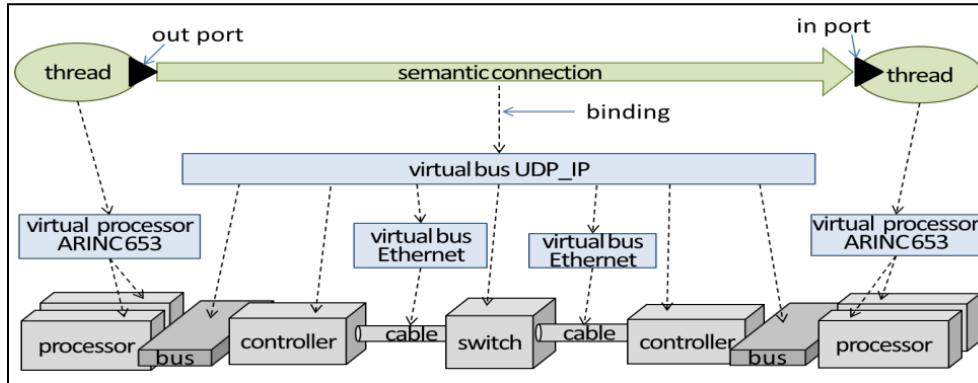 out port
in port
thread
semantic connection
thread
binding
virtual bus UDP_IP
virtual processor
ARINC653
virtual bus
Ethernet
virtual bus
Ethernet
virtual processor
ARINC653
processor
bus
controller
cable
switch
cable
controller
bus
processor